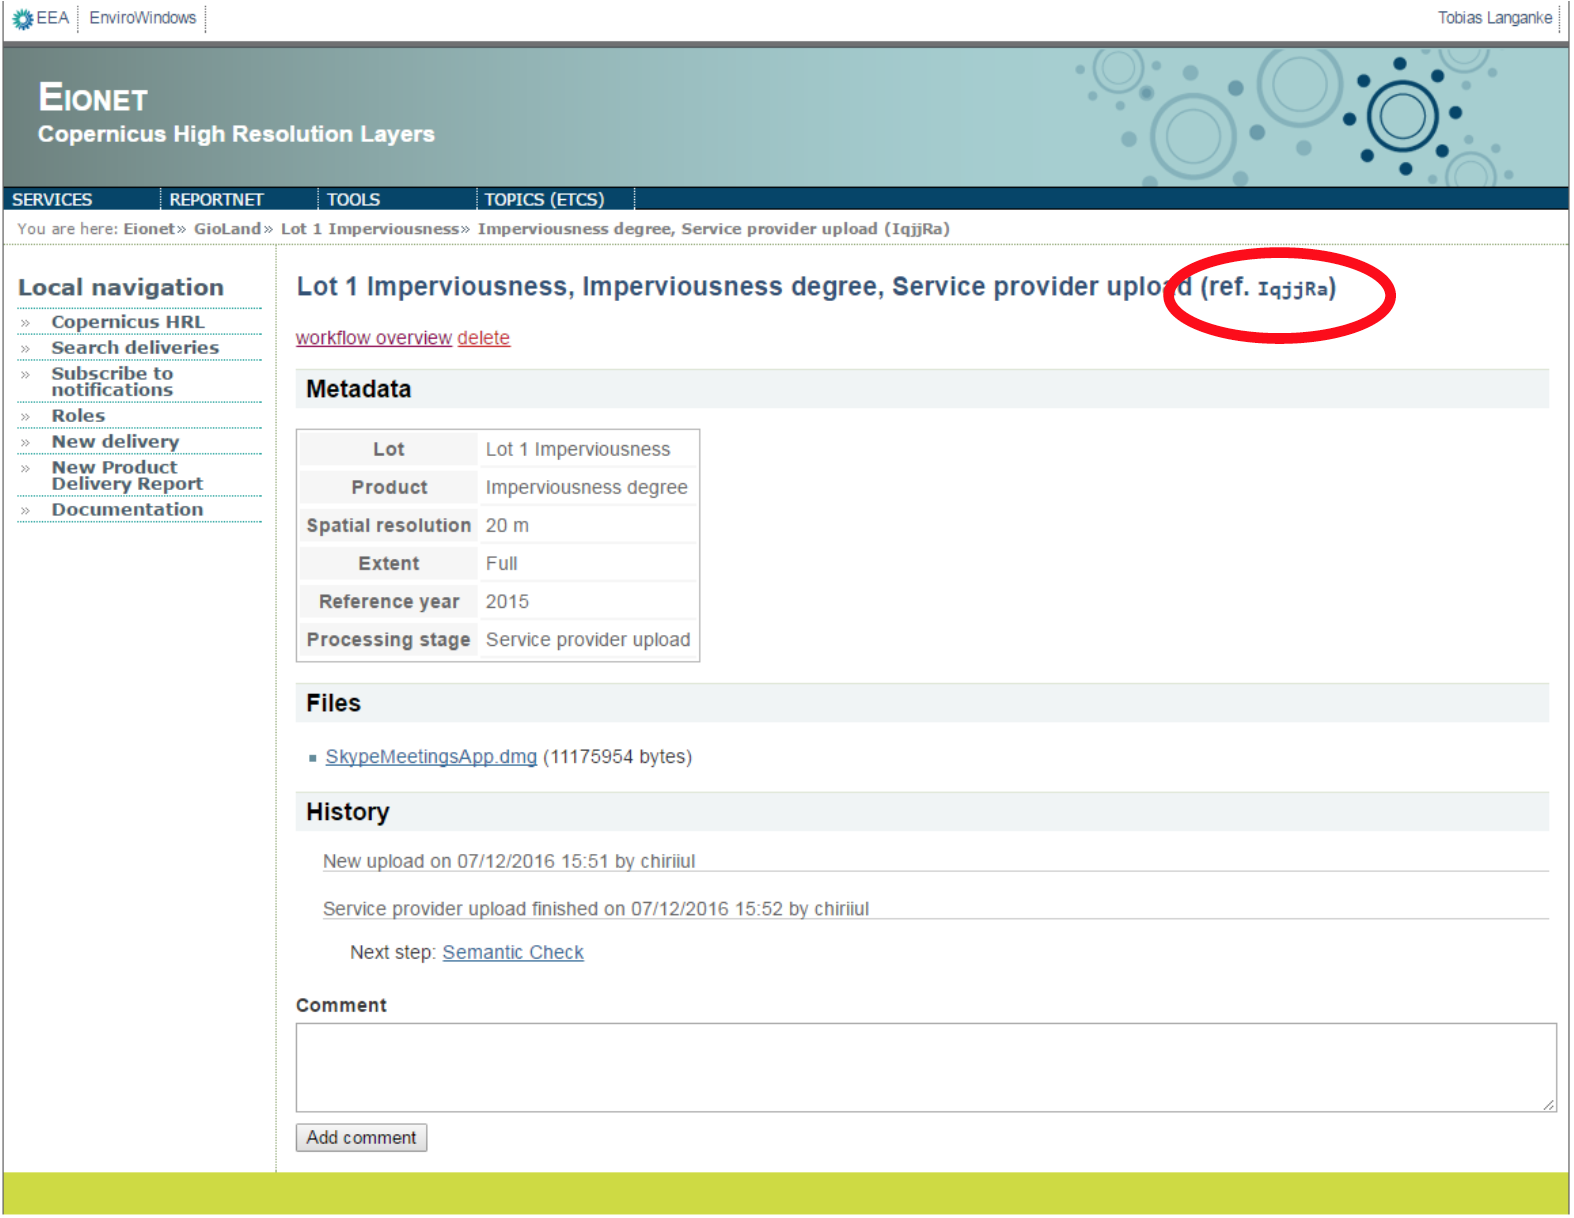 EEA EnviroWindows Tobias Langanke
EIONET
Copernicus High Resolution Layers
SERVICES REPORTNET TOOLS TOPICS (ETCS)
You are here: Eionet» GioLand» Lot 1 Imperviousness» Imperviousness degree, Service provider upload (IqjjRa)
Local navigation
» Copernicus HRL
» Search deliveries
» Subscribe to
notifications
» Roles
» New delivery
» New Product
Delivery Report
» Documentation
Lot 1 Imperviousness, Imperviousness degree, Service provider upload (ref. IqjjRa)
workflow overview delete
Metadata
Lot Lot 1 Imperviousness
Product Imperviousness degree
Spatial resolution 20 m
Extent Full
Reference year 2015
Processing stage Service provider upload
Files
SkypeMeetingsApp.dmg (11175954 bytes)
History
New upload on 07/12/2016 15:51 by chiriiul
Service provider upload finished on 07/12/2016 15:52 by chiriiul
Next step: Semantic Check
Comment
Add comment